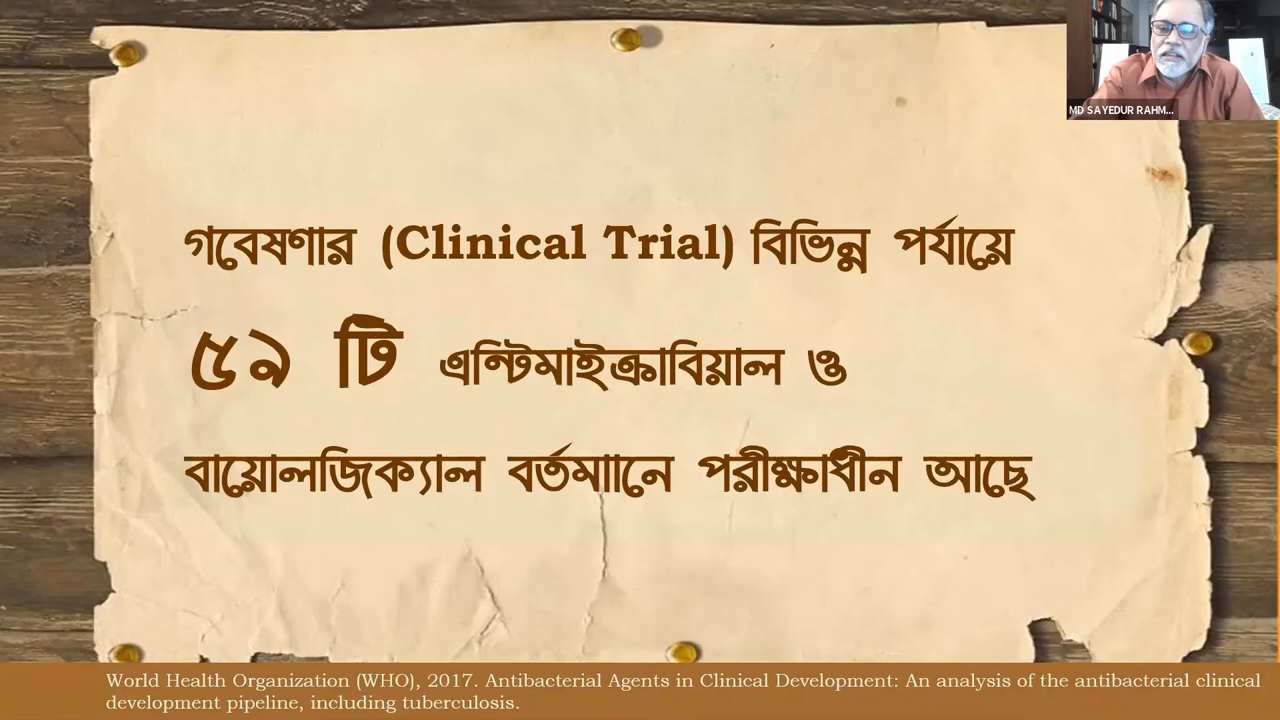 MD SAYEDUR RAHM...
গবেষণার (Clinical Trial) বিভিন্ন পর্যায়ে
৫৯ টি এন্টিমাইক্রাবিয়াল ও
বায়োলজিক্যাল বর্তমাানে পরীক্ষাধীন আছে
World Health Organization (WHO), 2017. Antibacterial Agents in Clinical Development: An analysis of the antibacterial clinical
development pipeline, including tuberculosis.